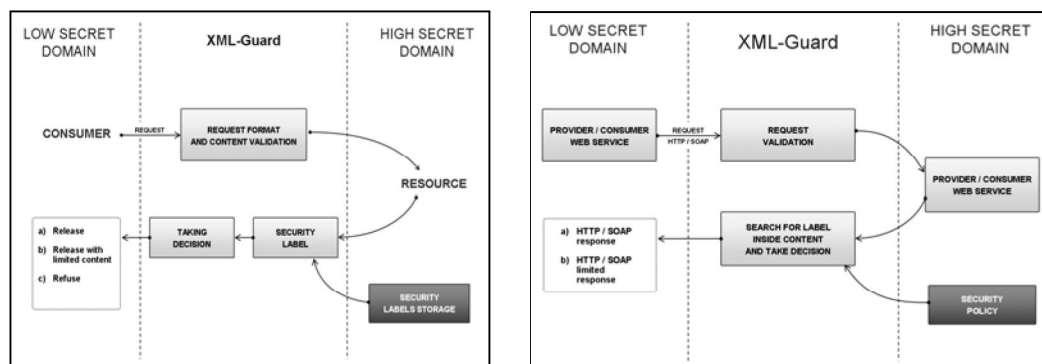 LOW SECRET
DOMAIN
XML-Guard
HIGH SECRET
DOMAIN
CONSUMER
REQUEST
REQUEST FORMAT
AND CONTENT VALIDATION
RESOURCE
a) Release
b) Release with
limited content
c) Refuse
TAKING
DECISION
SECURITY
LABEL
SECURITY
LABELS STORAGE
LOW SECRET
DOMAIN
XML-Guard
HIGH SECRET
DOMAIN
PROVIDER / CONSUMER
WEB SERVICE
REQUEST
HTTP / SOAP
REQUEST
VALIDATION
PROVIDER / CONSUMER
WEB SERVICE
a) HTTP / SOAP
response
b) HTTP / SOAP
limited
response
SEARCH FOR LABEL
INSIDE CONTENT
AND TAKE DECISION
SECURITY
POLICY